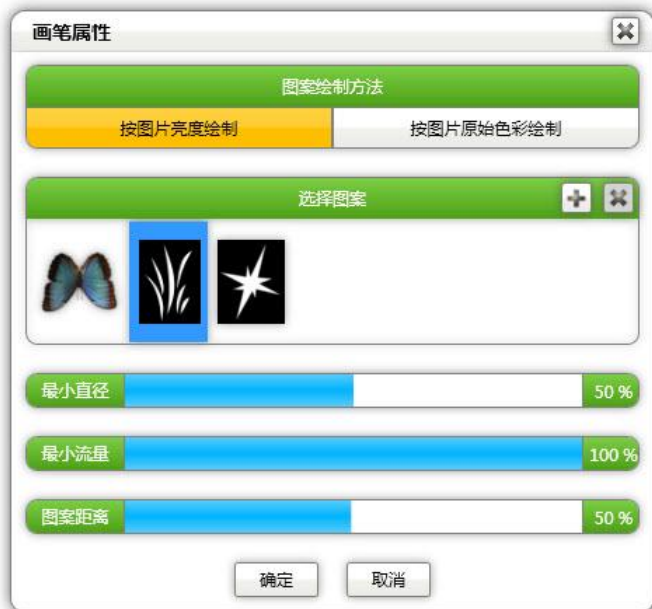 画笔属性
图案绘制方法
按图片亮度绘制 按图片原始色彩绘制
选择图案
最小直径 50 %
最小流量 100 %
图案距离 50 %
确定 取消